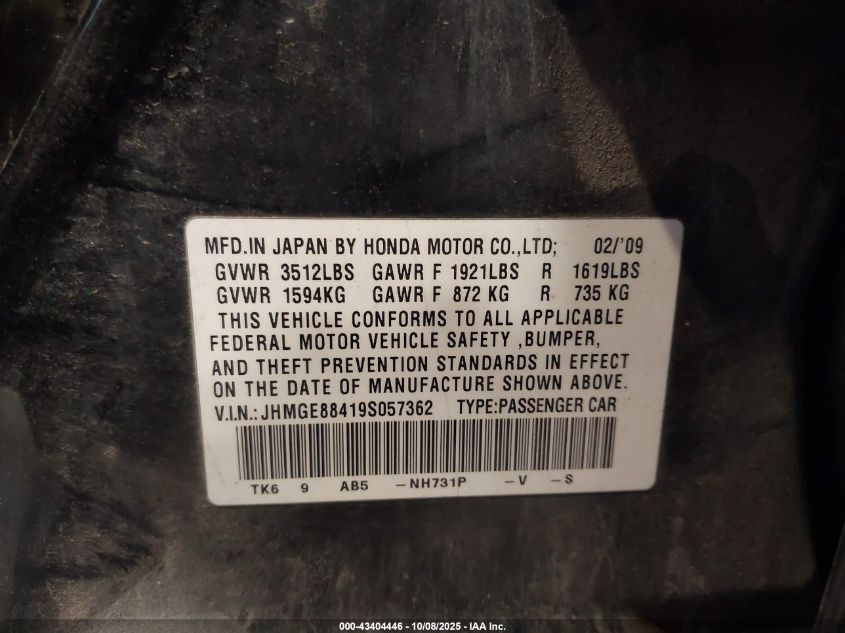 MFD.IN JAPAN BY HONDA MOTOR CO.,LTD; 02/'09
GVWR 3512LBS GAWR F 1921LBS R 1619LBS
GVWR 1594KG GAWR F 872 KG R 735 KG
THIS VEHICLE CONFORMS TO ALL APPLICABLE
FEDERAL MOTOR VEHICLE SAFETY ,BUMPER,
AND THEFT PREVENTION STANDARDS IN EFFECT
ON THE DATE OF MANUFACTURE SHOWN ABOVE.
V.I.N.: JHMGE88419S057362 TYPE:PASSENGER CAR
TK6 9 AB5 -NH731P -V -S
000-43404446 - 10/08/2025 - IAA Inc.